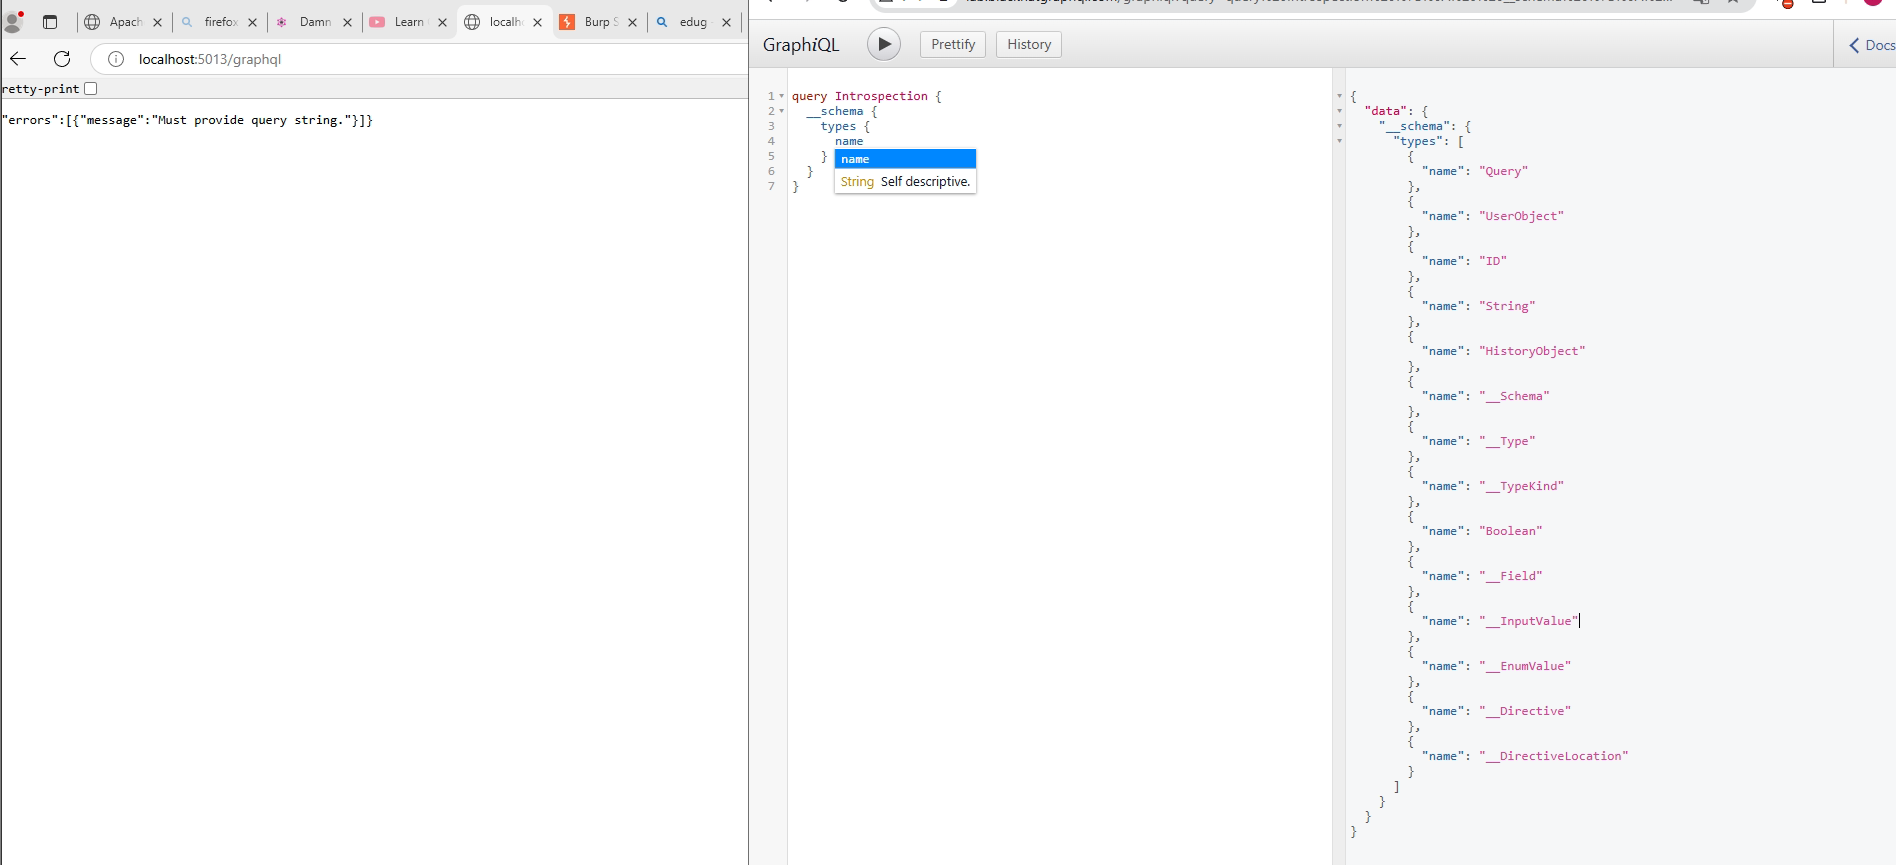 Apach
firefox
Damn
Learn
localh
Burp S
edug
localhost:5013/graphql
retty-print
"errors":[{"message":"Must provide query string."}]}
GraphiQL
Prettify
History
Docs
1 query Introspection {
2 __schema {
3 types {
4 name
5 }
6 }
7 }
name
String Self descriptive.
{
"data": {
"__schema": {
"types": [
{
"name": "Query"
},
{
"name": "UserObject"
},
{
"name": "ID"
},
{
"name": "String"
},
{
"name": "HistoryObject"
},
{
"name": "__Schema"
},
{
"name": "__Type"
},
{
"name": "__TypeKind"
},
{
"name": "Boolean"
},
{
"name": "__Field"
},
{
"name": "__InputValue"
},
{
"name": "__EnumValue"
},
{
"name": "__Directive"
},
{
"name": "__DirectiveLocation"
}
]
}
}
}